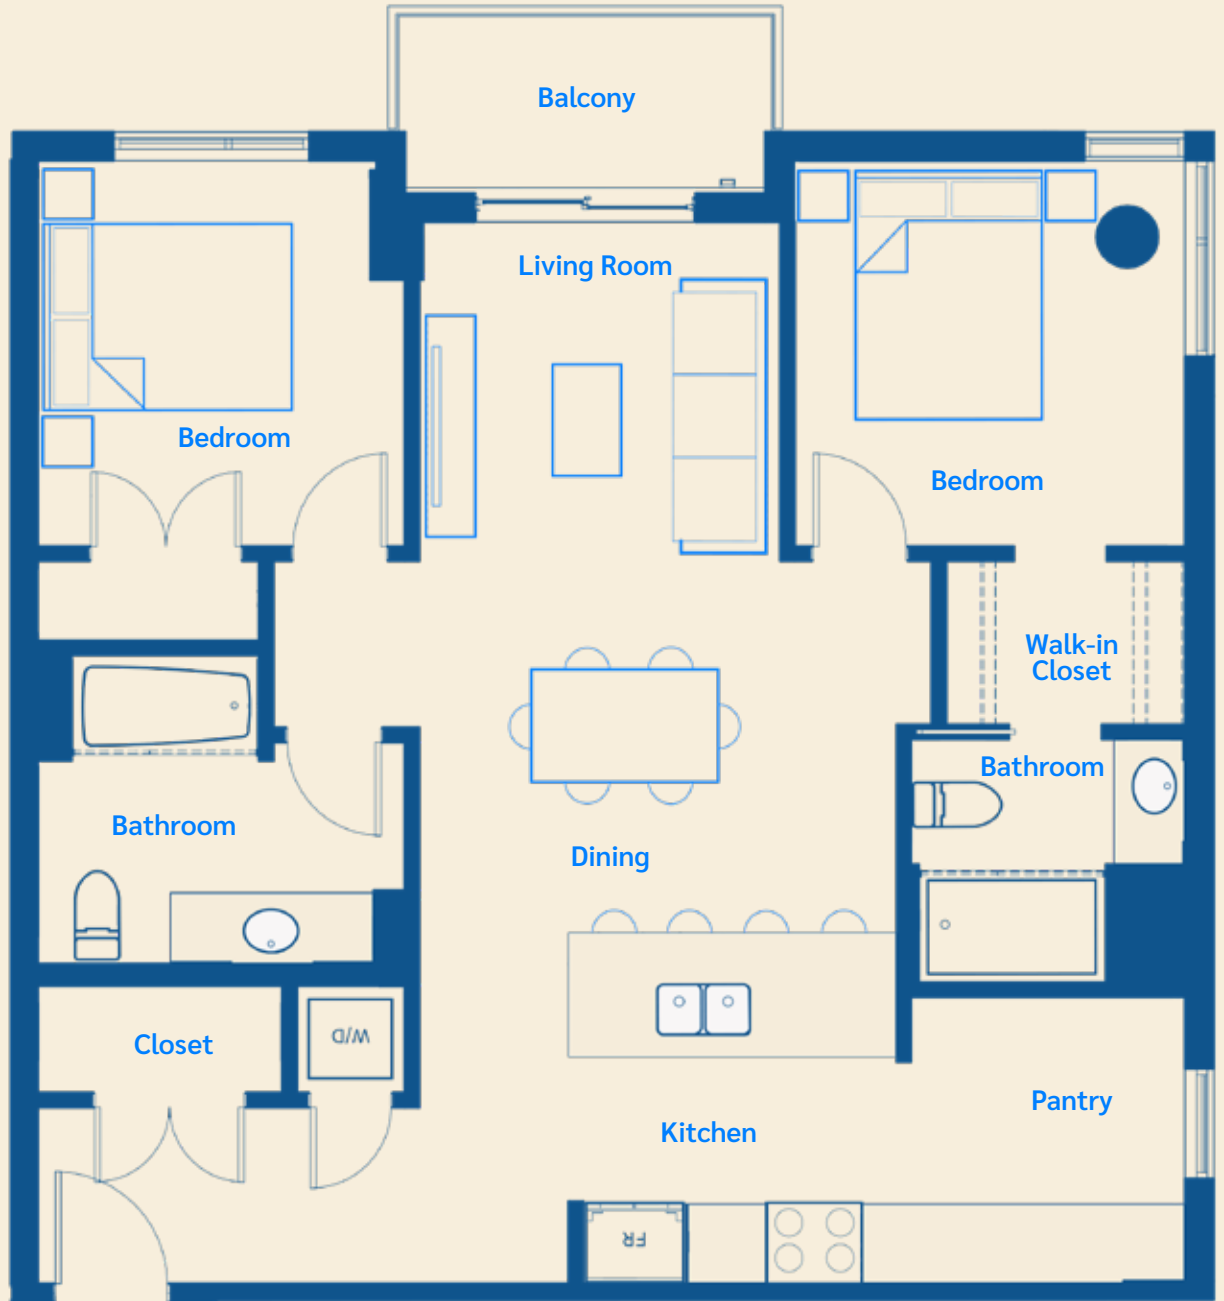 Balcony
Living Room
Bedroom
Bedroom
Walk-in
Closet
Bathroom
Bathroom
Dining
Closet
W/D
Pantry
Kitchen
FR